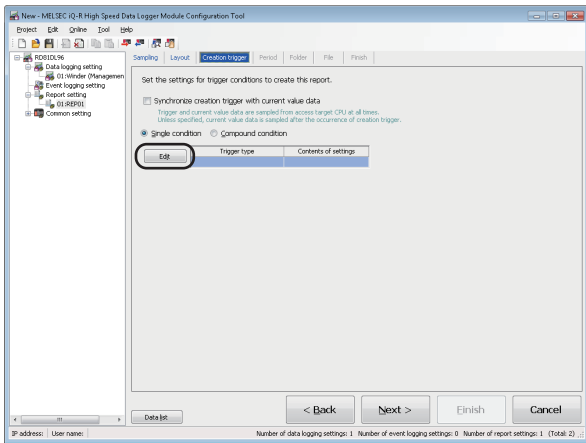 New - MELSEC iQ-R High Speed Data Logger Module Configuration Tool
Project Edit Online Tool Help
RD81DL96
Data logging setting
01:Winder (Managemen
Event logging setting
Report setting
01:REP01
Common setting
Sampling Layout Creation trigger Period Folder File Finish
Set the settings for trigger conditions to create this report.
Synchronize creation trigger with current value data
Trigger and current value data are sampled from access target CPU at all times.
Unless specified, current value data is sampled after the occurrence of creation trigger.
Single condition Compound condition
Edit Trigger type Contents of settings
Data list < Back Next > Finish Cancel
IP address: User name: Number of data logging settings: 1 Number of event logging settings: 0 Number of report settings: 1 (Total: 2)